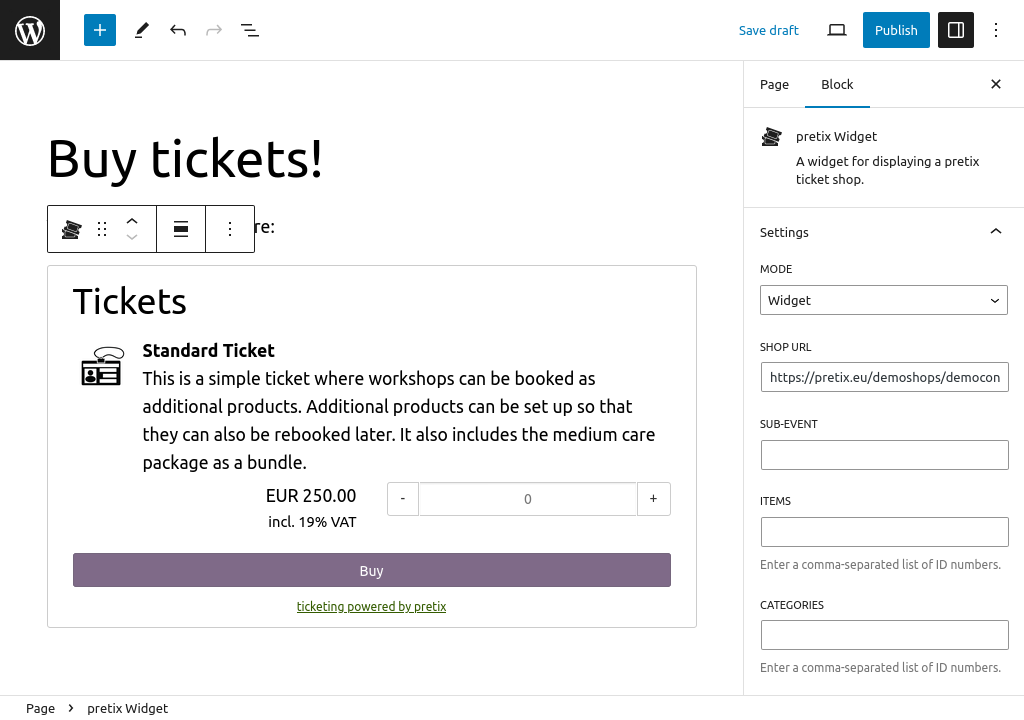 Save draft
Publish
Page
Block
Buy tickets!
re:
Tickets
Standard Ticket
This is a simple ticket where workshops can be booked as
additional products. Additional products can be set up so that
they can also be rebooked later. It also includes the medium care
package as a bundle.
EUR 250.00
- 0 +
incl. 19% VAT
Buy
ticketing powered by pretix
pretix Widget
A widget for displaying a pretix
ticket shop.
Settings
MODE
Widget
SHOP URL
https://pretix.eu/demoshops/democon
SUB-EVENT
ITEMS
Enter a comma-separated list of ID numbers.
CATEGORIES
Enter a comma-separated list of ID numbers.
Page
pretix Widget